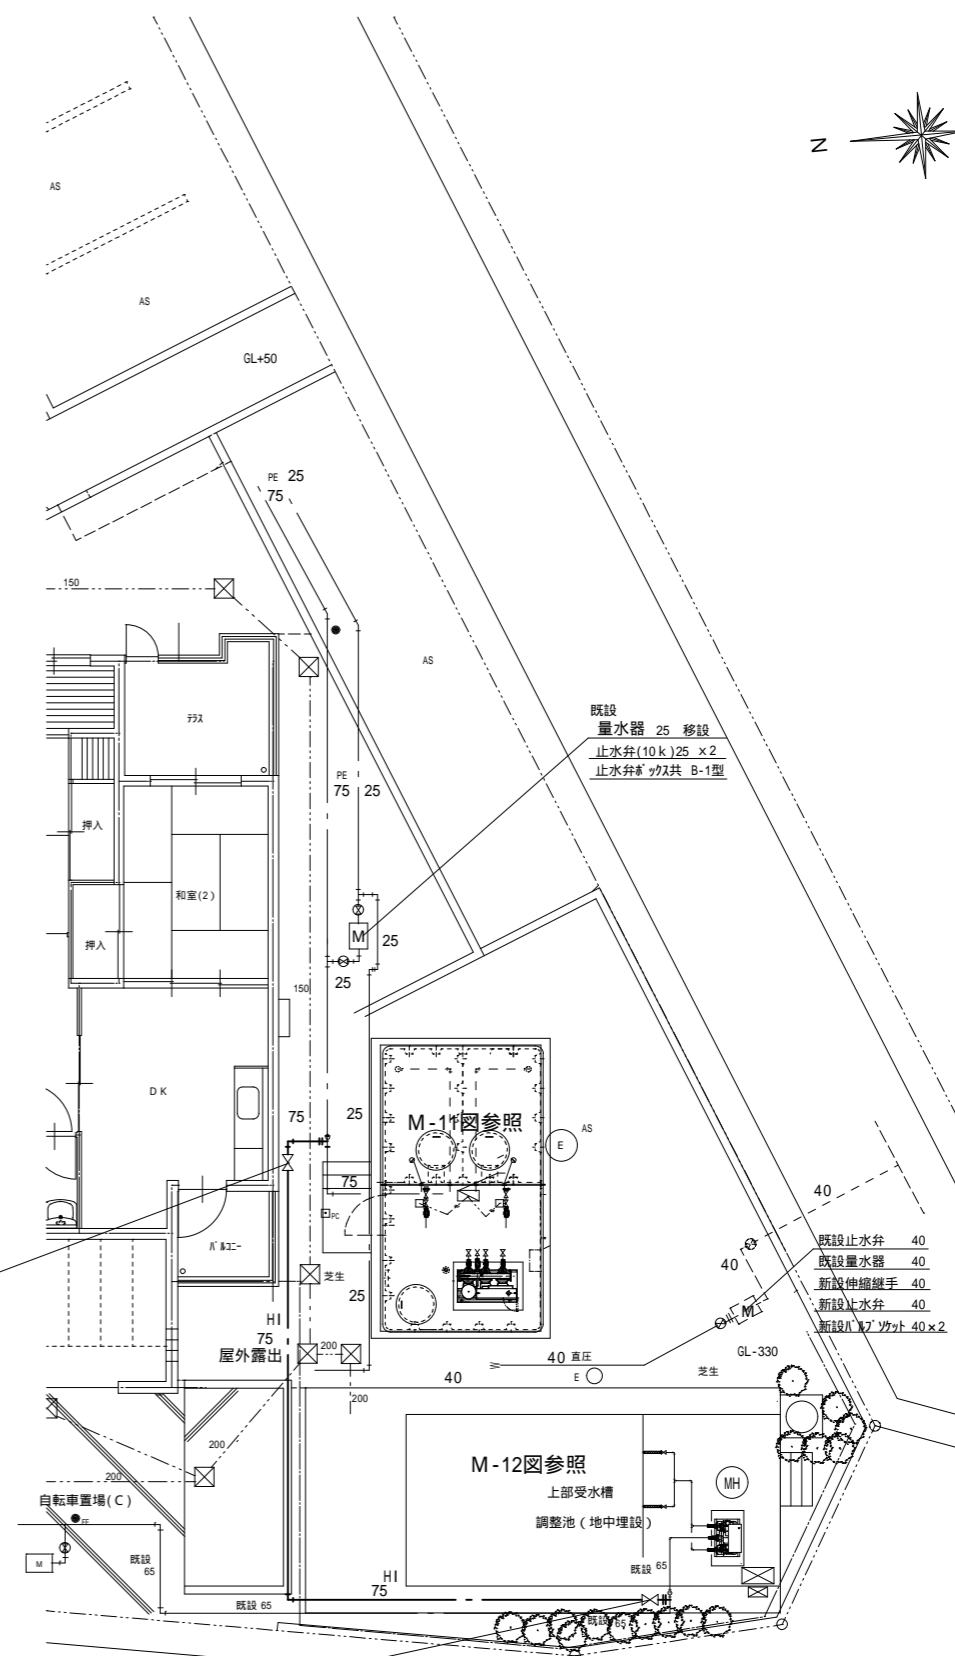 N
AS
AS
GL+50
PE 25
75
150
AS
テラス
既設
量水器 25 移設
止水弁(10k)25 ×2
止水弁ボックス共 B-1型
PE
75 25
押入
和室(2)
M
25
押入
25
150
DK
75
25
M-11図参照
AS
E
75
40
PC
バルコニー
既設止水弁 40
40
既設量水器 40
芝生
新設伸縮継手 40
25
M
新設止水弁 40
HI
新設バルブソケット 40×2
75
屋外露出
200
40 直圧
GL-330
芝生
E
40
200
200
M-12図参照
200
MH
上部受水槽
自転車置場(C)
調整池(地中埋設)
FF
M
既設
65
既設 65
HI
75
既設 65
既設 65